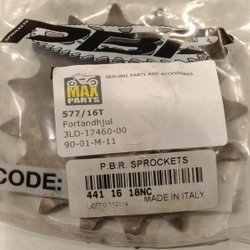 PBR
GENUINE PARTS AND ACCESSORIES
MAX
PARTS
577/16T
Fortandhjul
3LD-17460-00
90-01-M-11
P.B.R. SPROCKETS
CODE:
441 16 18NC
MADE IN ITALY